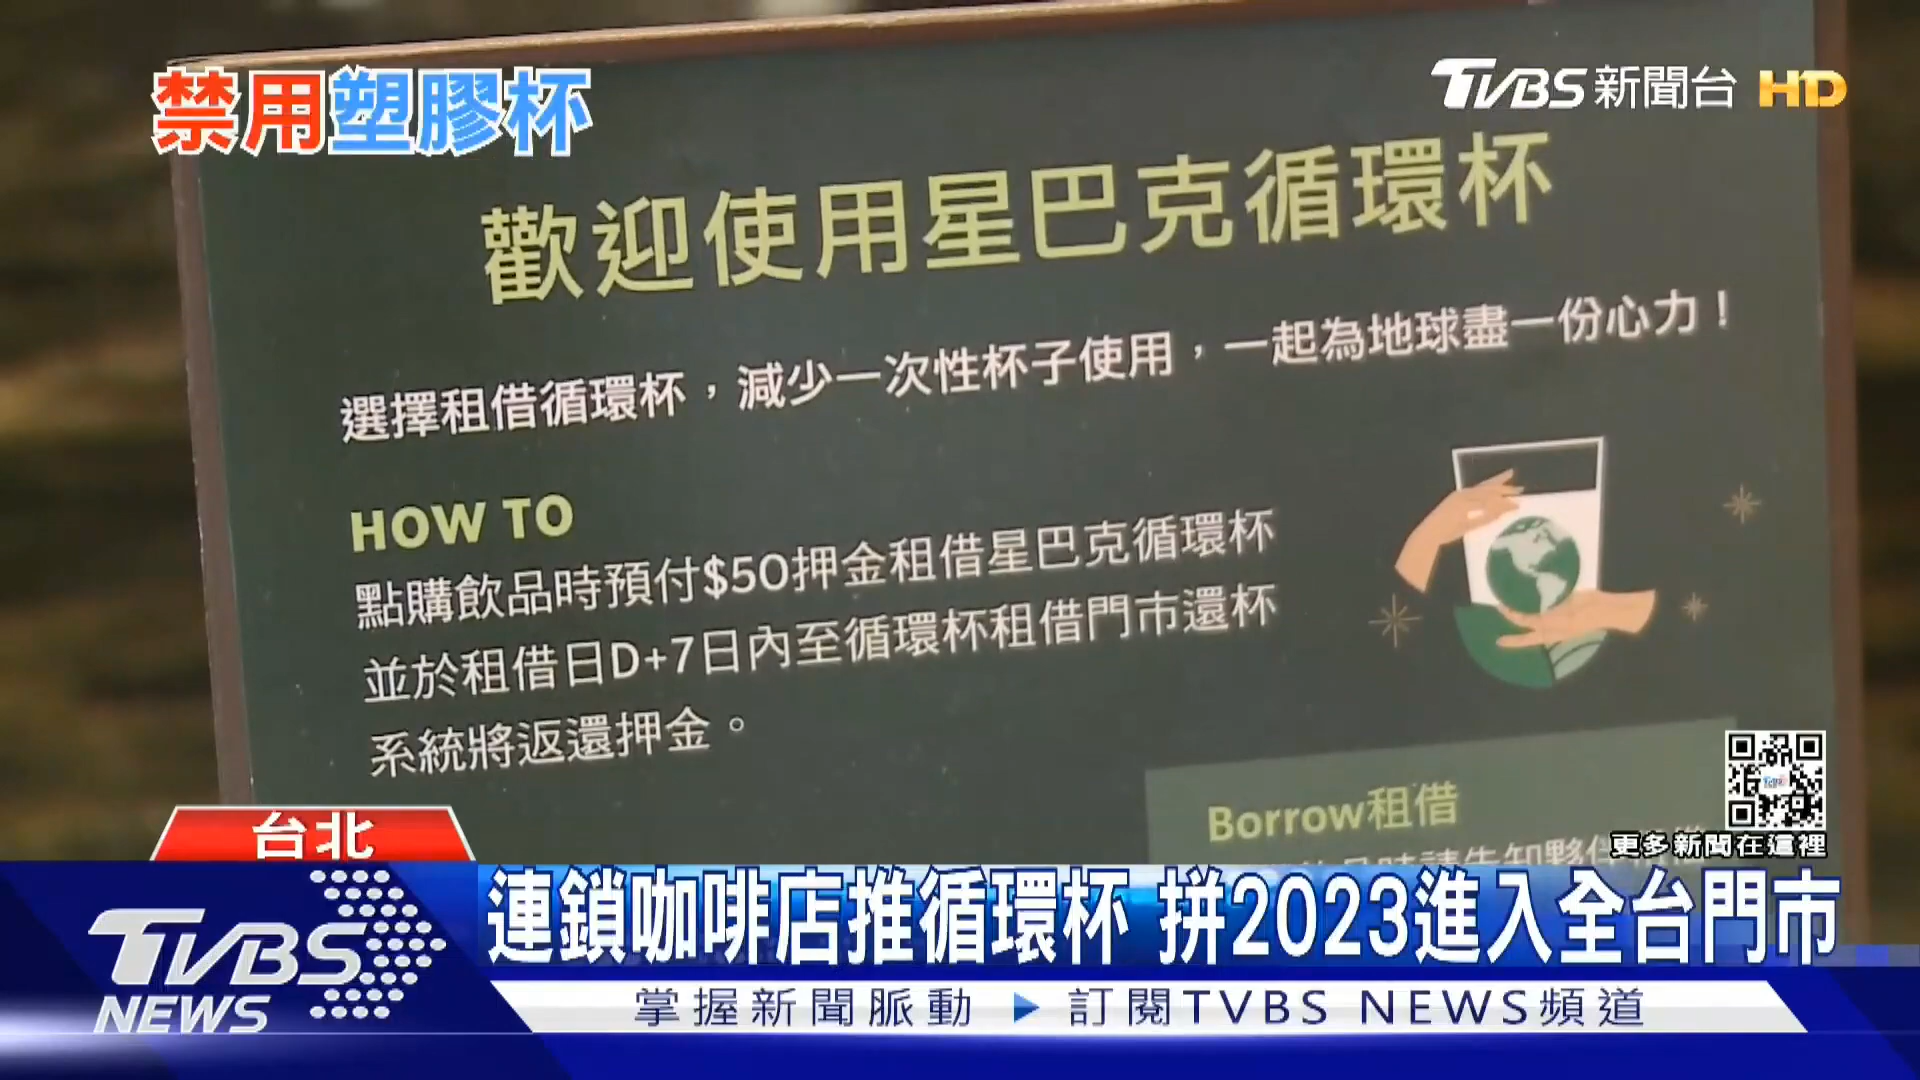 禁用塑膠杯
TVBS新聞台 HD
歡迎使用星巴克循環杯
選擇租借循環杯，減少一次性杯子使用，一起為地球盡一份心力！
HOW TO
點購飲品時預付$50押金租借星巴克循環杯
並於租借日D+7日內至循環杯租借門市還杯
系統將返還押金。
Borrow租借
更多新聞在這裡
台北
連鎖咖啡店推循環杯 拼2023進入全台門市
TVBS NEWS
掌握新聞脈動 ▶ 訂閱TVBS NEWS頻道